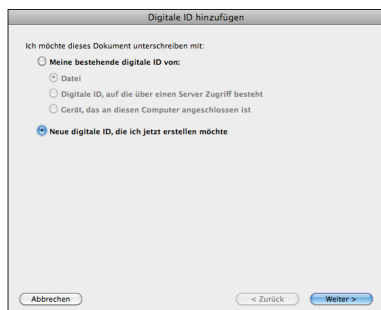 Digitale ID hinzufügen
Ich möchte dieses Dokument unterschreiben mit:
Meine bestehende digitale ID von:
Datei
Digitale ID, auf die über einen Server Zugriff besteht
Gerät, das an diesen Computer angeschlossen ist
Neue digitale ID, die ich jetzt erstellen möchte
Abbrechen < Zurück Weiter >